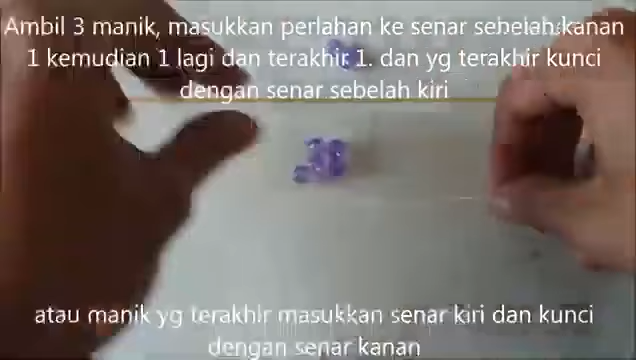 Ambil 3 manik, masukkan perlahan ke senar sebelah kanan
1 kemudian 1 lagi dan terakhir 1. dan yg terakhir kunci
dengan senar sebelah kiri
atau manik yg terakhir masukkan senar kiri dan kunci
dengan senar kanan